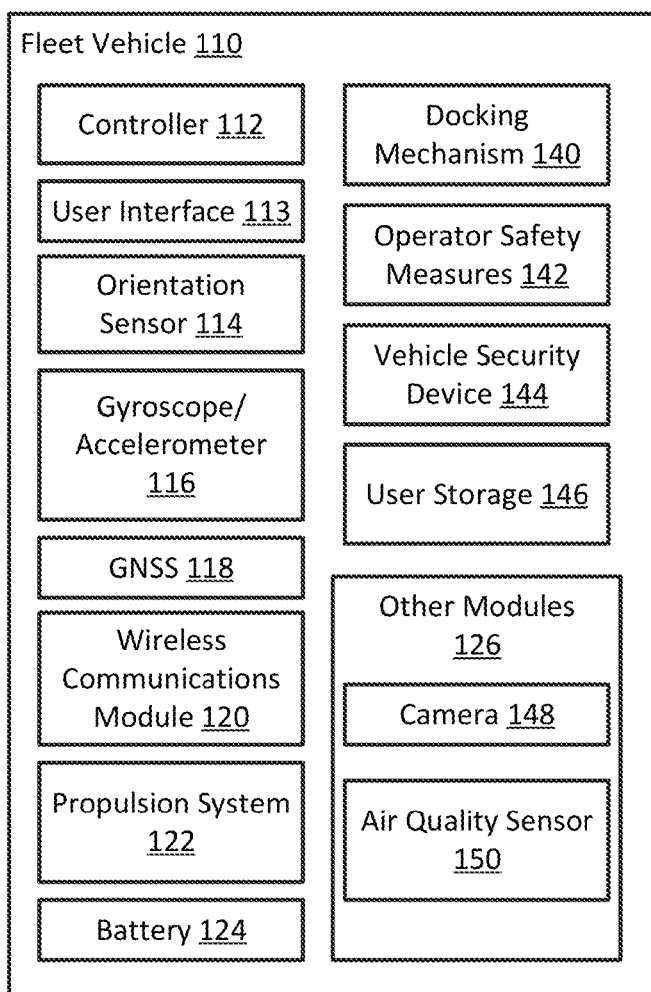 Fleet Vehicle 110
Controller 112
User Interface 113
Orientation
Sensor 114
Gyroscope/
Accelerometer
116
GNSS 118
Wireless
Communications
Module 120
Propulsion System
122
Battery 124
Docking
Mechanism 140
Operator Safety
Measures 142
Vehicle Security
Device 144
User Storage 146
Other Modules
126
Camera 148
Air Quality Sensor
150